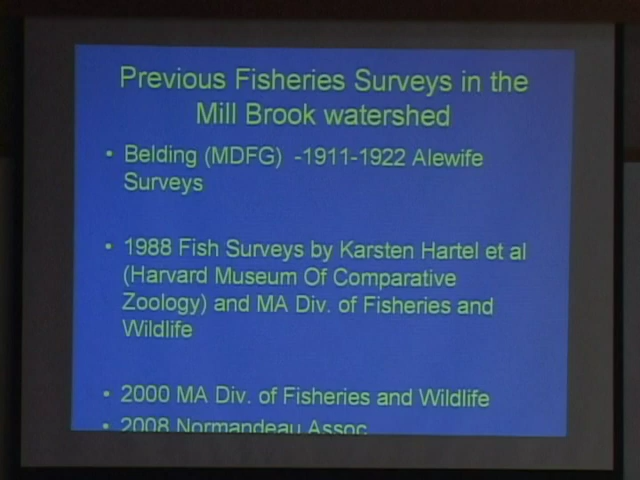 Previous Fisheries Surveys in the
Mill Brook watershed
• Belding (MDFG) -1911-1922 Alewife
Surveys
• 1988 Fish Surveys by Karsten Hartel et al
(Harvard Museum Of Comparative
Zoology) and MA Div. of Fisheries and
Wildlife
• 2000 MA Div. of Fisheries and Wildlife
• 2008 Normandeau Assoc